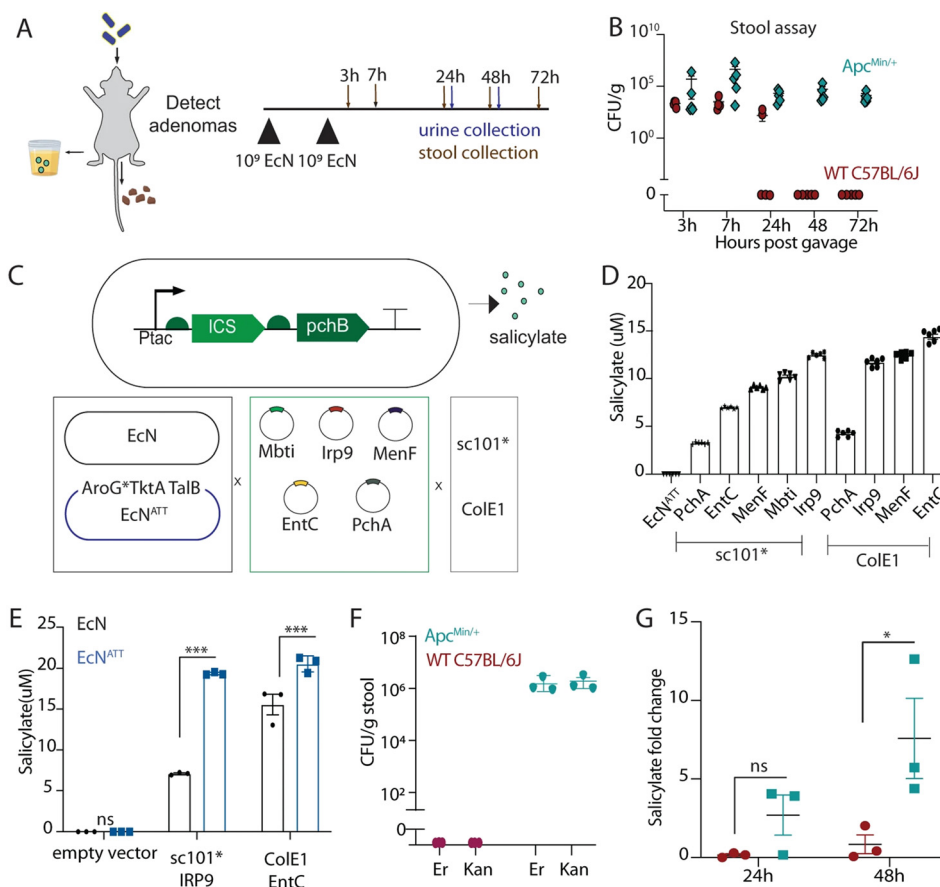 A
Detect
adenomas
3h 7h 24h 48h 72h
urine collection
stool collection
10⁹ EcN 10⁹ EcN
B
Stool assay
CFU/g
10¹⁰
10⁵
10⁰
0
Apc^Min/+
WT C57BL/6J
3h 7h 24h 48 72h
Hours post gavage
C
Ptac
ICS
pchB
salicylate
EcN
AroG*TktA TalB
EcN^ATT
x
Mbti Irp9 MenF
EntC PchA
x
sc101*
ColE1
D
Salicylate (uM)
20
15
10
5
0
EcN^ATT PchA EntC MenF Mbti Irp9 PchA Irp9 MenF EntC
sc101* ColE1
E
EcN
EcN^ATT
Salicylate(uM)
25
20
15
10
5
0
ns
***
***
empty vector sc101* ColE1
IRP9 EntC
F
Apc^Min/+
WT C57BL/6J
CFU/g stool
10⁸
10⁶
10⁴
10²
0
Er Kan Er Kan
G
Salicylate fold change
15
10
5
0
ns
*
24h 48h